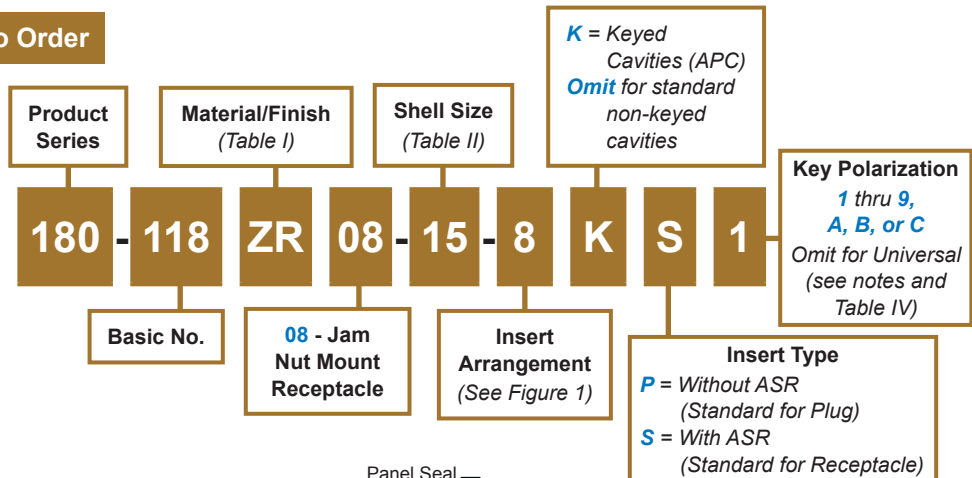 o Order
K = Keyed
Cavities (APC)
Omit for standard
non-keyed
cavities
Product
Series
Material/Finish
(Table I)
Shell Size
(Table II)
Key Polarization
1 thru 9,
A, B, or C
Omit for Universal
(see notes and
Table IV)
180 - 118 ZR 08 - 15 - 8 K S 1
Basic No.
08 - Jam
Nut Mount
Receptacle
Insert
Arrangement
(See Figure 1)
Insert Type
P = Without ASR
(Standard for Plug)
S = With ASR
(Standard for Receptacle)
Panel Seal